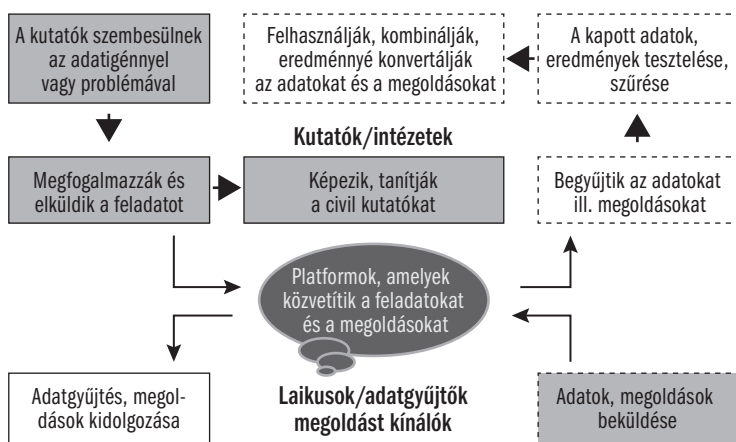 A kutatók szembesülnek
az adatigénnyel
vagy problémával
Felhasználják, kombinálják,
eredménnyé konvertálják
az adatokat és a megoldásokat
A kapott adatok,
eredmények tesztelése,
szűrése
Kutatók/intézetek
Megfogalmazzák és
elküldik a feladatot
Képezik, tanítják
a civil kutatókat
Begyűjtik az adatokat
ill. megoldásokat
Platformok, amelyek
közvetítik a feladatokat
és a megoldásokat
Adatgyűjtés, megol-
dások kidolgozása
Laikusok/adatgyűjtők
megoldást kínálók
Adatok, megoldások
beküldése